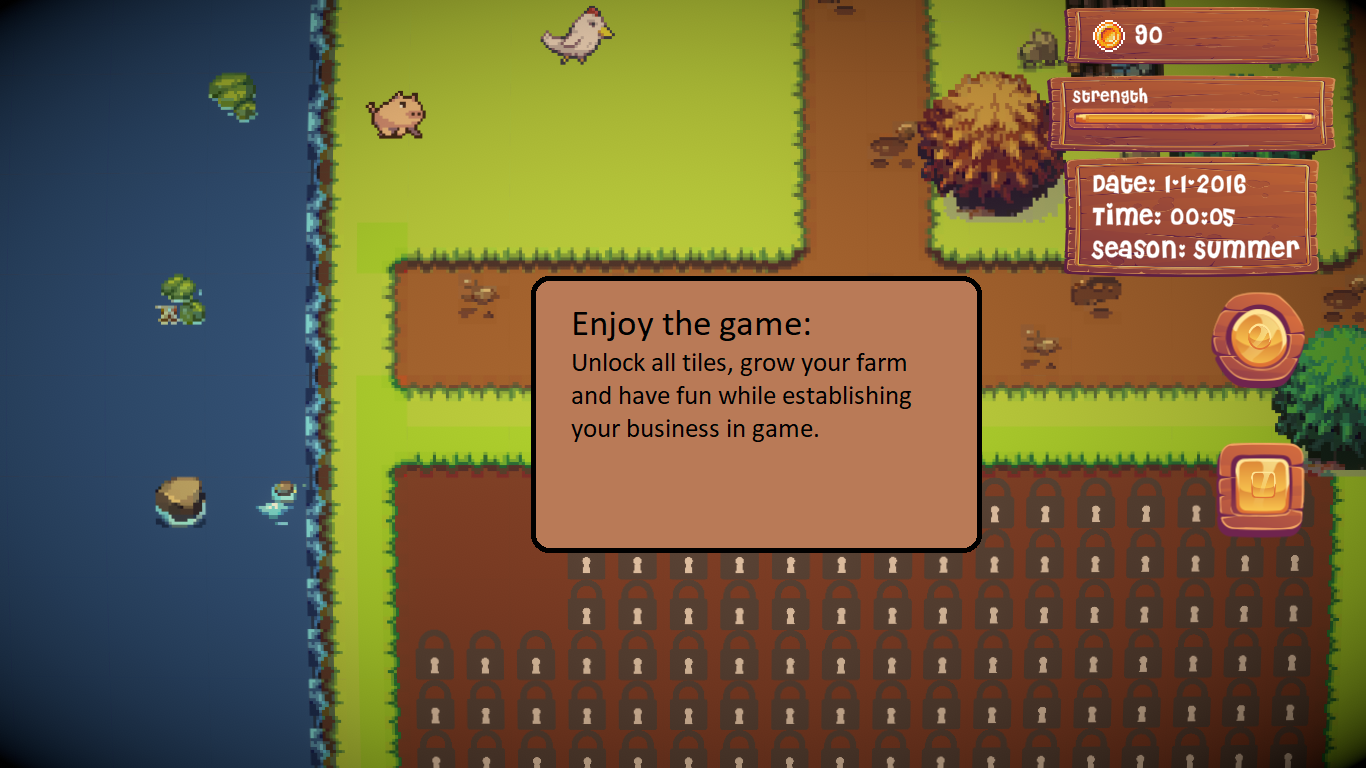 90
strength
Date: 1-1-2016
Time: 00:05
season: summer
Enjoy the game:
Unlock all tiles, grow your farm
and have fun while establishing
your business in game.